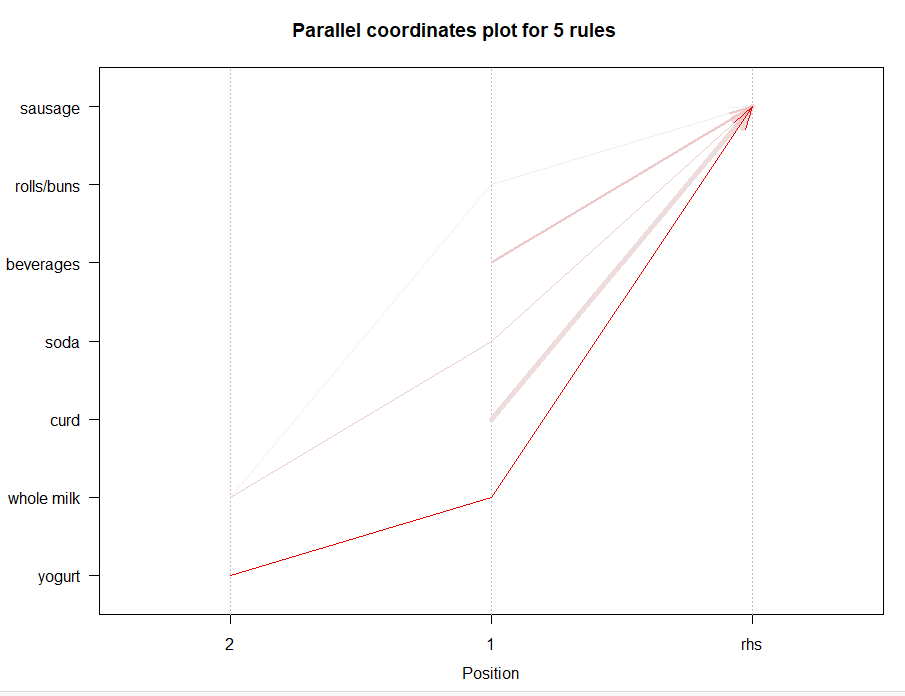 Parallel coordinates plot for 5 rules
sausage
rolls/buns
beverages
soda
curd
whole milk
yogurt
2 1 rhs
Position